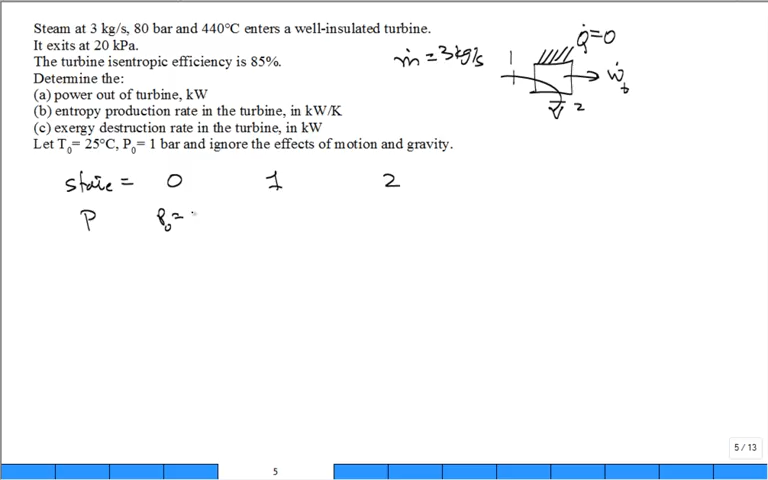 Steam at 3 kg/s, 80 bar and 440°C enters a well-insulated turbine.
It exits at 20 kPa.
The turbine isentropic efficiency is 85%.
Determine the:
(a) power out of turbine, kW
(b) entropy production rate in the turbine, in kW/K
(c) exergy destruction rate in the turbine, in kW
Let T₀= 25°C, P₀= 1 bar and ignore the effects of motion and gravity.
ṁ = 3 kg/s
Q̇=0
1
Ẇt
2
state = 0 1 2
P P₀=
5 / 13
5